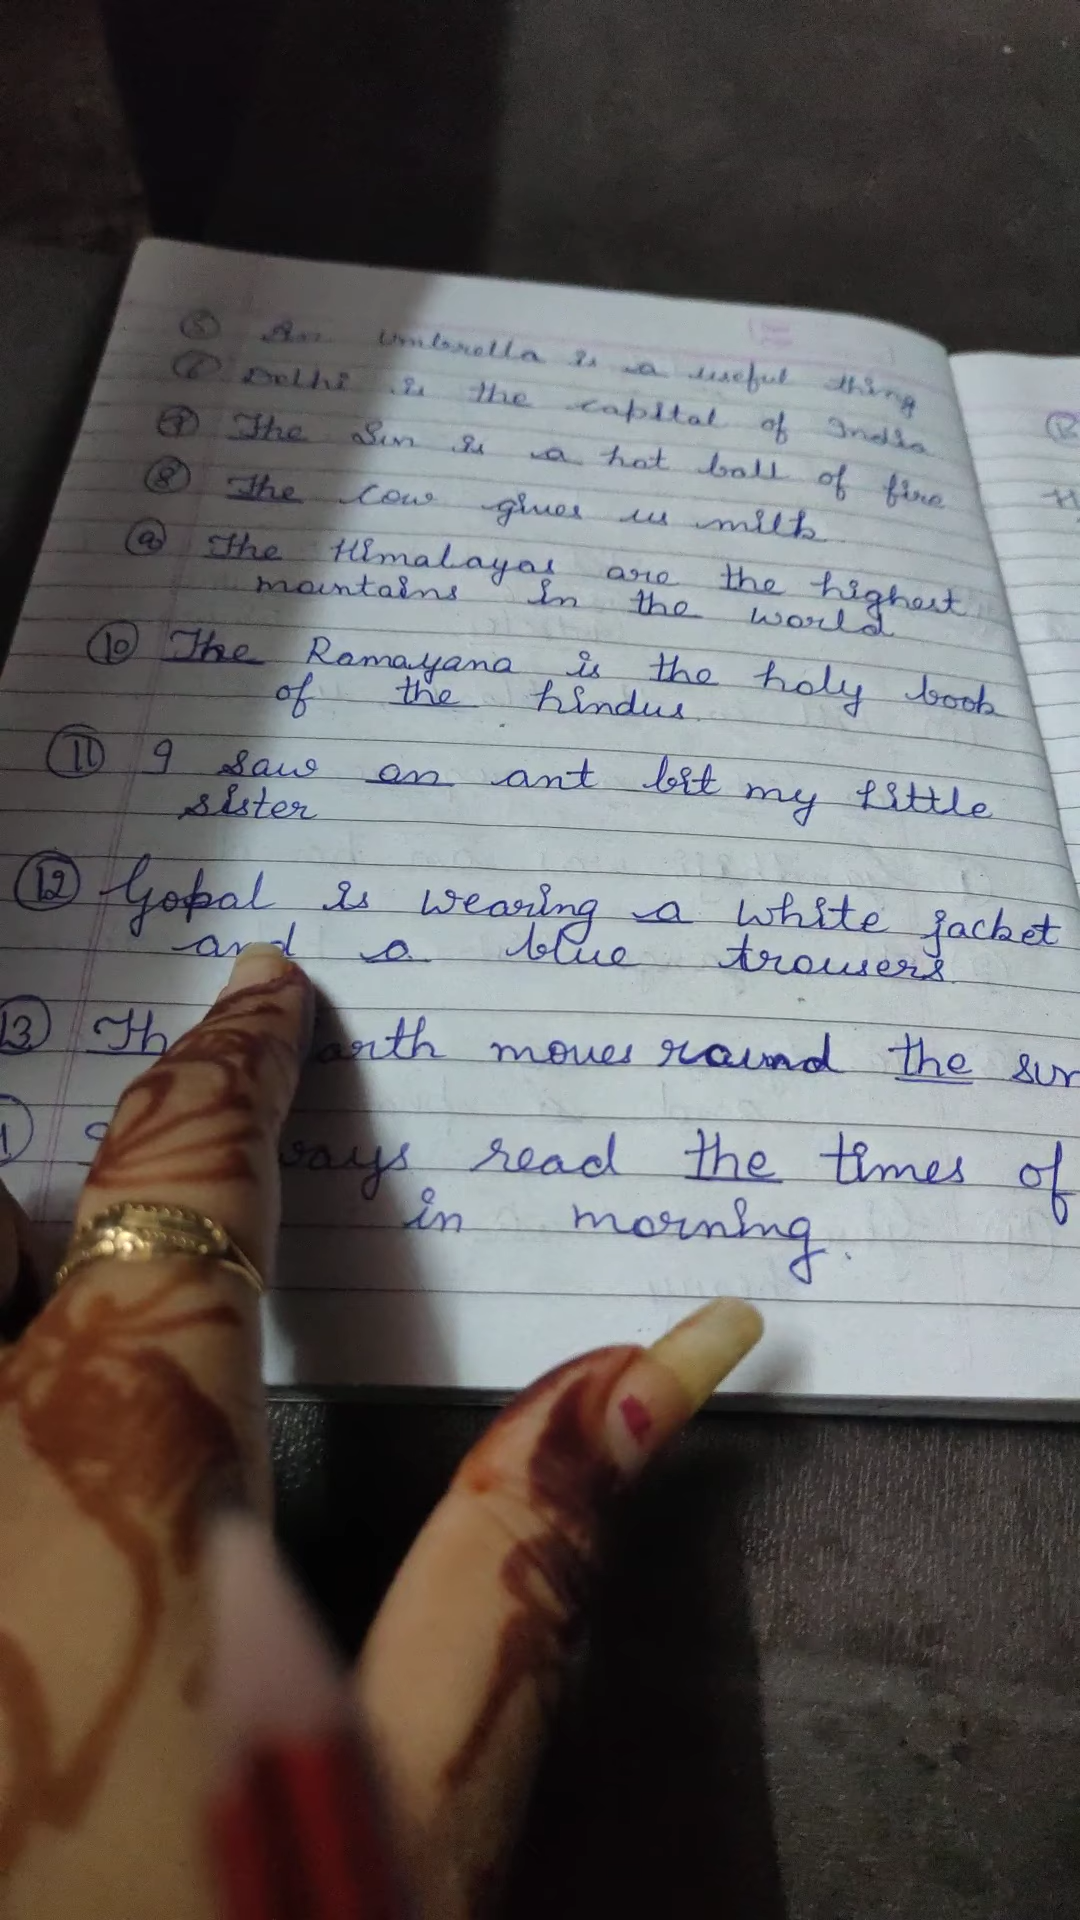 ⑤ An Umbrella is a useful thing
⑥ Delhi is the capital of India
⑦ The Sun is a hot ball of fire
⑧ The cow gives us milk
⑨ The Himalayas are the highest
maintains in the world
⑩ The Ramayana is the holy book
of the hindus
⑪ I saw an ant bit my little
sister
⑫ Gopal is wearing a white jacket
and a blue trousers
13 moves round the sun
read the times of
in morning.